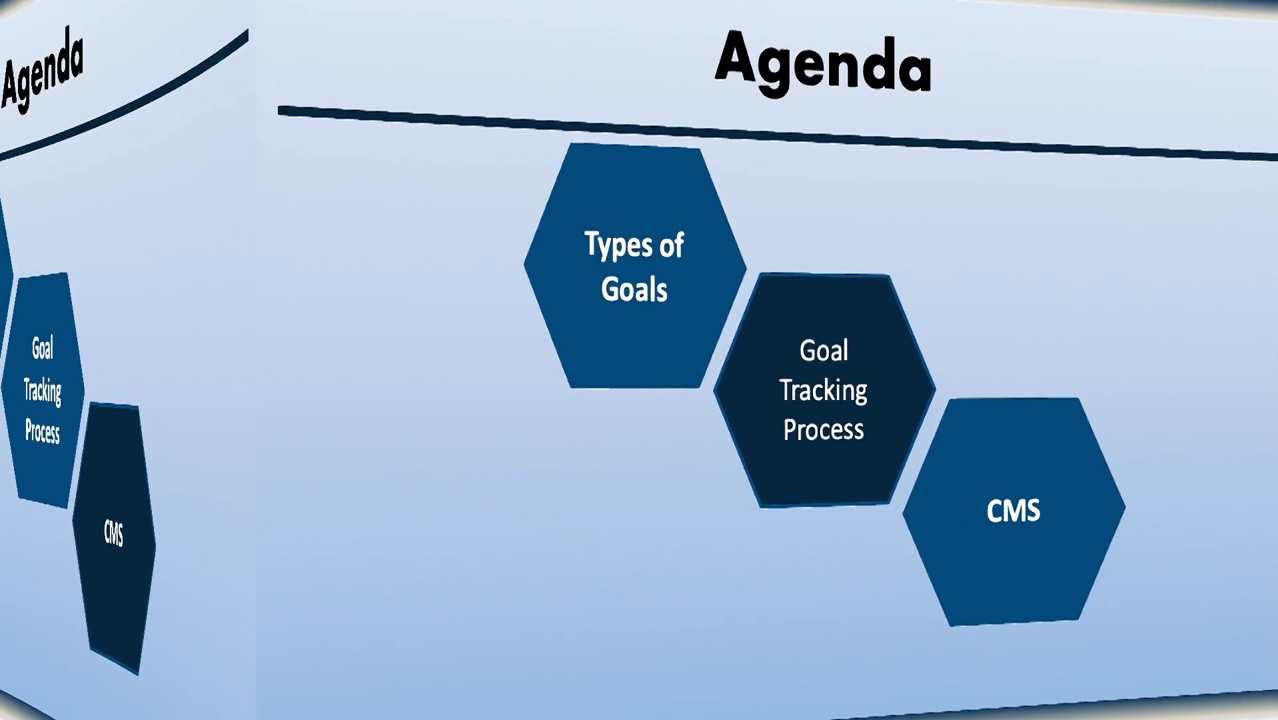 Agenda
Goal
Tracking
Process
CMS
Agenda
Types of
Goals
Goal
Tracking
Process
CMS